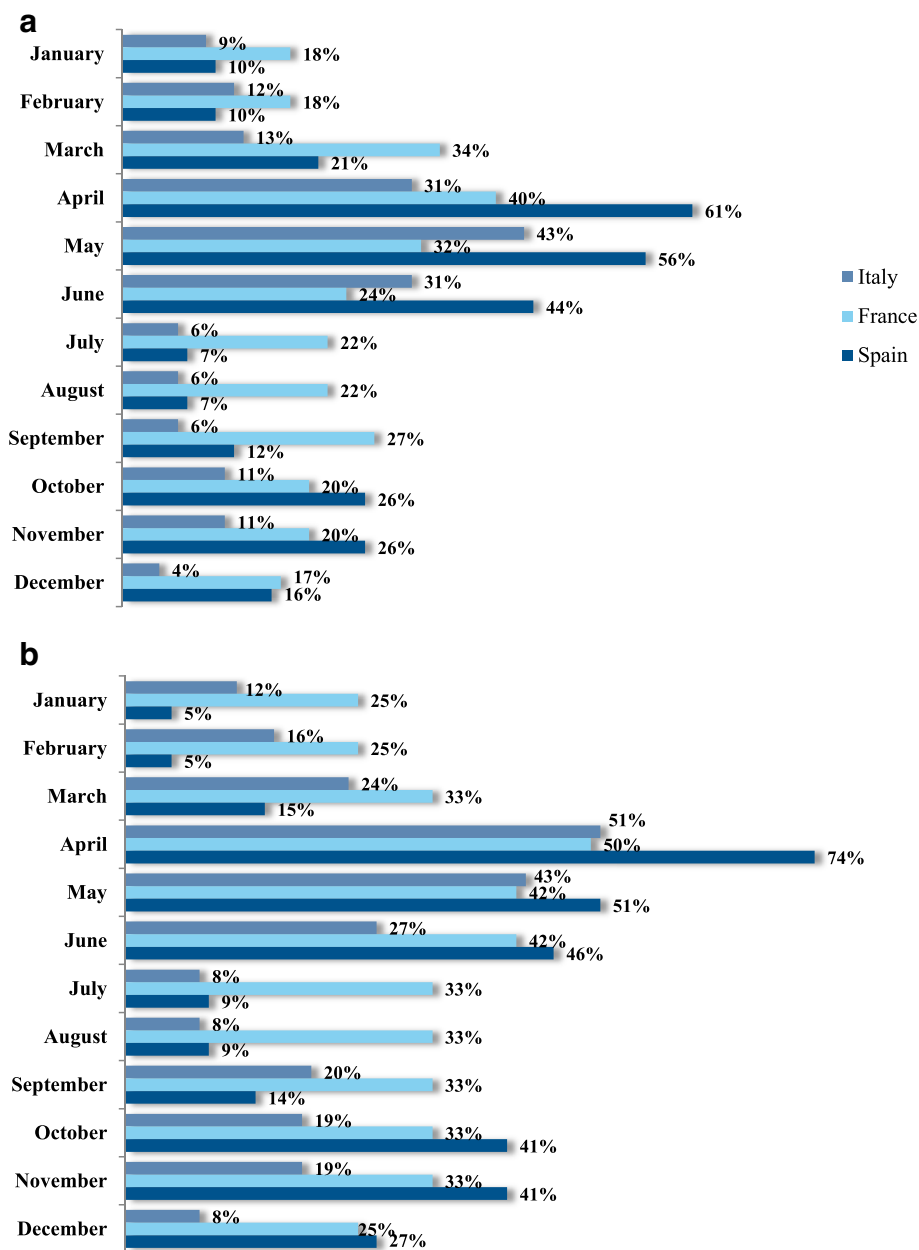 a
9%
January
18%
10%
12%
February
18%
10%
13%
March
34%
21%
31%
April
40%
61%
43%
May
32%
56%
31%
June
24%
44%
6%
July
22%
7%
6%
August
22%
7%
6%
September
27%
12%
11%
October
20%
26%
11%
November
20%
26%
4%
December
17%
16%
Italy
France
Spain
b
12%
January
25%
5%
16%
February
25%
5%
24%
March
33%
15%
51%
April
50%
74%
43%
May
42%
51%
27%
June
42%
46%
8%
July
33%
9%
8%
August
33%
9%
20%
September
33%
14%
19%
October
33%
41%
19%
November
33%
41%
8%
December
25%
27%